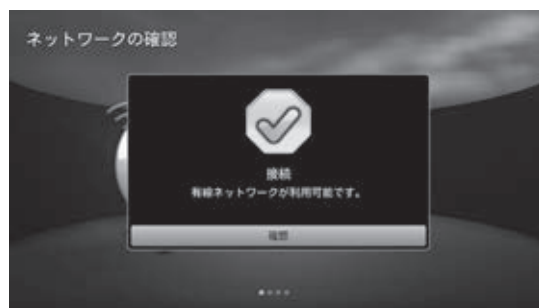 ネットワークの確認
接続
有線ネットワークが利用可能です。
確認